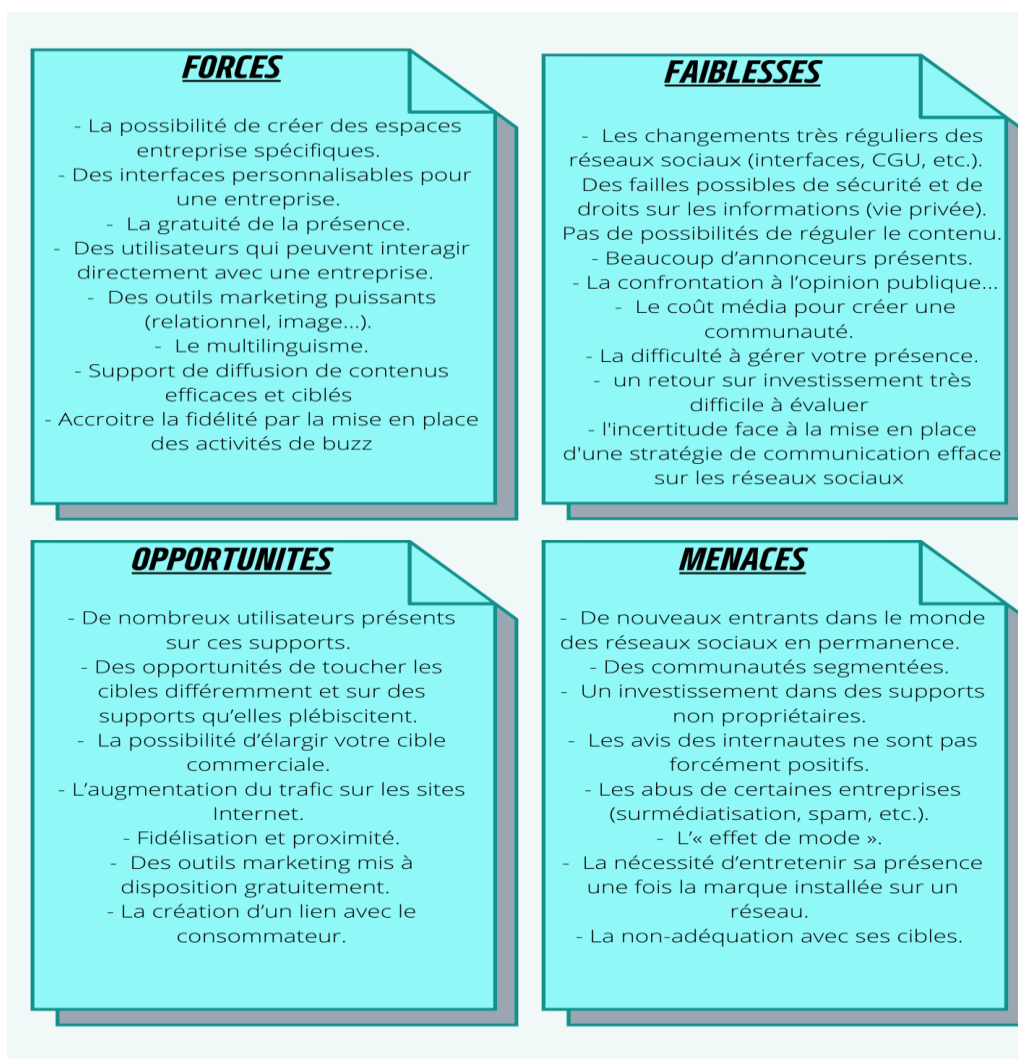 FORCES
- La possibilité de créer des espaces
entreprise spécifiques.
- Des interfaces personnalisables pour
une entreprise.
- La gratuité de la présence.
- Des utilisateurs qui peuvent interagir
directement avec une entreprise.
- Des outils marketing puissants
(relationnel, image...).
- Le multilinguisme.
- Support de diffusion de contenus
efficaces et ciblés
- Accroitre la fidélité par la mise en place
des activités de buzz
FAIBLESSES
- Les changements très réguliers des
réseaux sociaux (interfaces, CGU, etc.).
Des failles possibles de sécurité et de
droits sur les informations (vie privée).
Pas de possibilités de réguler le contenu.
- Beaucoup d’annonceurs présents.
- La confrontation à l’opinion publique...
- Le coût média pour créer une
communauté.
- La difficulté à gérer votre présence.
- un retour sur investissement très
difficile à évaluer
- l'incertitude face à la mise en place
d'une stratégie de communication efface
sur les réseaux sociaux
OPPORTUNITES
- De nombreux utilisateurs présents
sur ces supports.
- Des opportunités de toucher les
cibles différemment et sur des
supports qu’elles plébiscitent.
- La possibilité d’élargir votre cible
commerciale.
- L’augmentation du trafic sur les sites
Internet.
- Fidélisation et proximité.
- Des outils marketing mis à
disposition gratuitement.
- La création d’un lien avec le
consommateur.
MENACES
- De nouveaux entrants dans le monde
des réseaux sociaux en permanence.
- Des communautés segmentées.
- Un investissement dans des supports
non propriétaires.
- Les avis des internautes ne sont pas
forcément positifs.
- Les abus de certaines entreprises
(surmédiatisation, spam, etc.).
- L’« effet de mode ».
- La nécessité d’entretenir sa présence
une fois la marque installée sur un
réseau.
- La non-adéquation avec ses cibles.